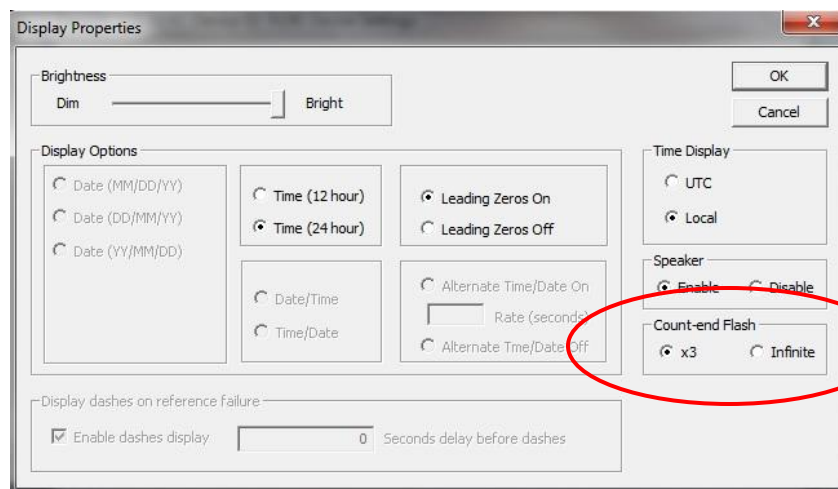 Display Properties
x
Brightness
Dim
Bright
OK
Cancel
Display Options
Date (MM/DD/YY)
Date (DD/MM/YY)
Date (YY/MM/DD)
Time (12 hour)
Time (24 hour)
Leading Zeros On
Leading Zeros Off
Date/Time
Time/Date
Alternate Time/Date On
Rate (seconds)
Alternate Tme/Date Off
Time Display
UTC
Local
Speaker
Enable
Disable
Count-end Flash
x3
Infinite
Display dashes on reference failure
Enable dashes display
0
Seconds delay before dashes